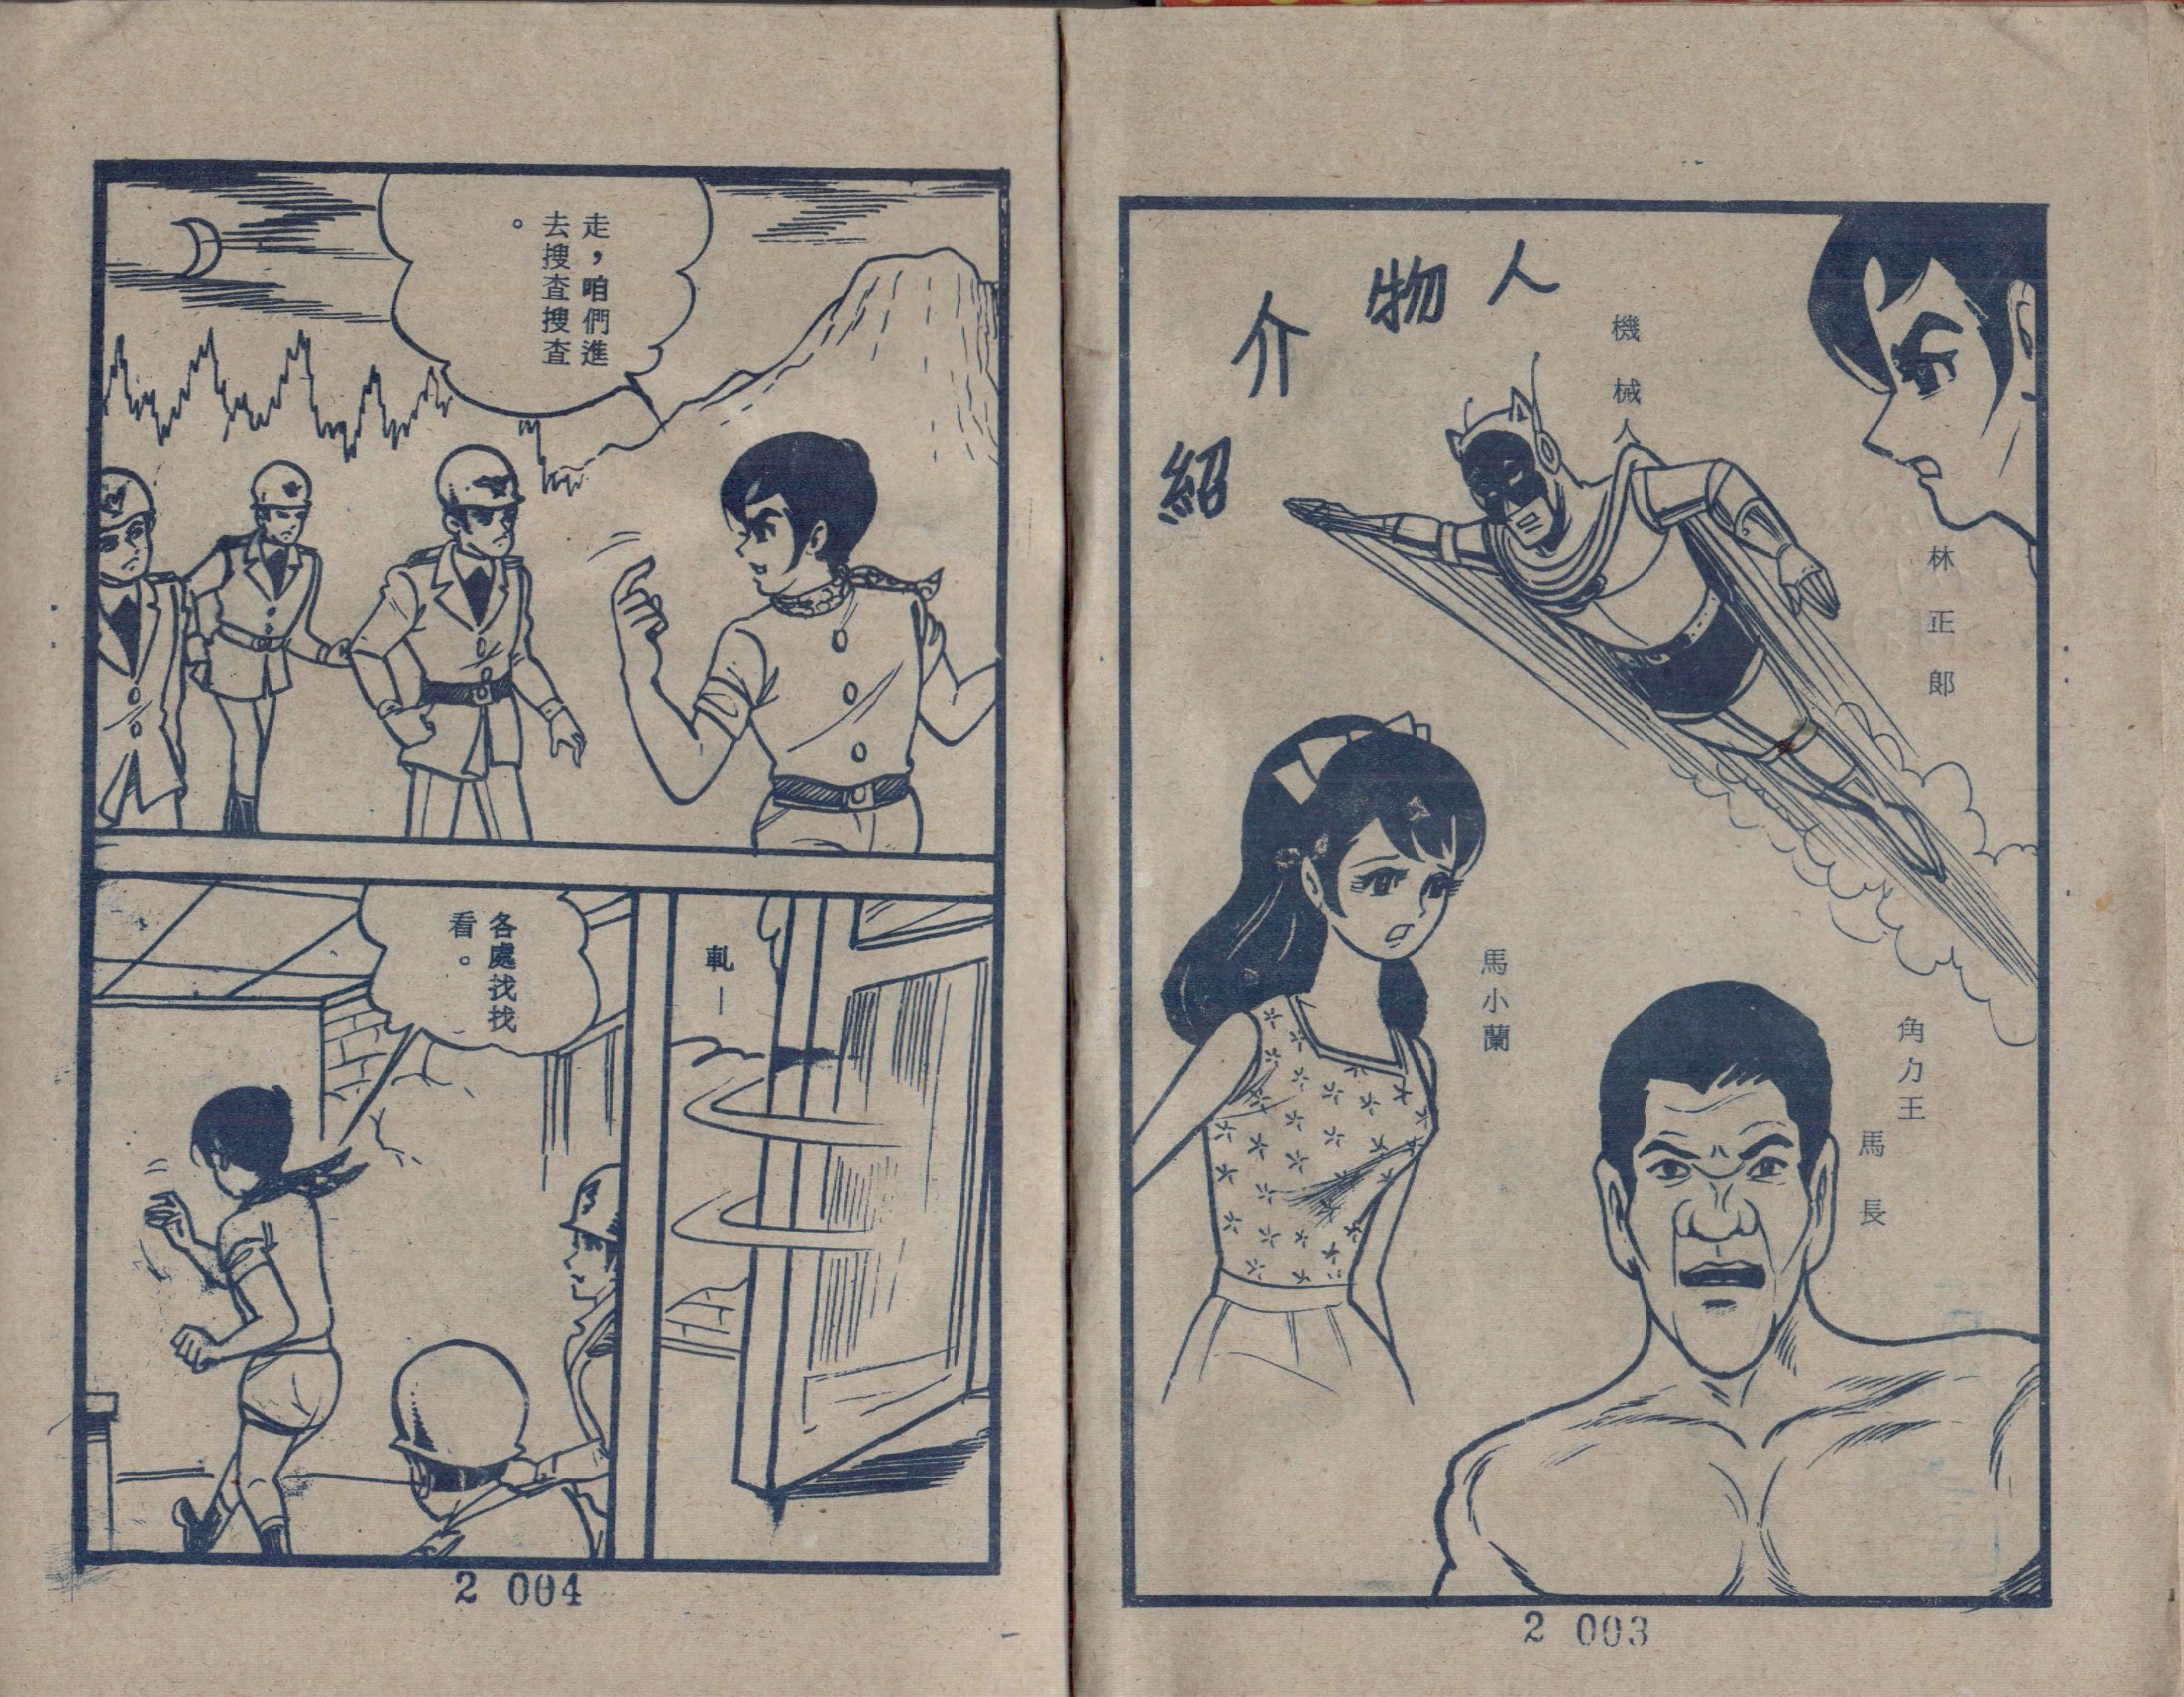 人物介紹
林正郎
機械人
馬小蘭
角力王
馬長
2 003
走，咱們進
去搜查搜查
。
軋—
各處找找
看。
2 004